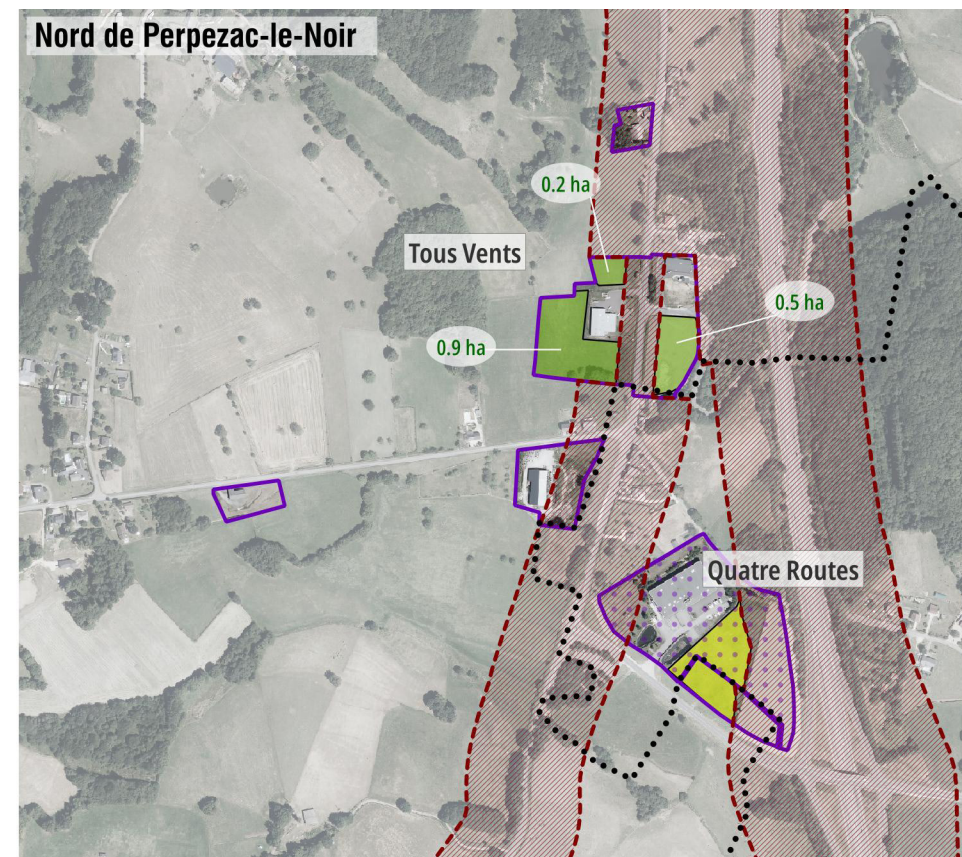 Nord de Perpezac-le-Noir
0.2 ha
Tous Vents
0.5 ha
0.9 ha
Quatre Routes